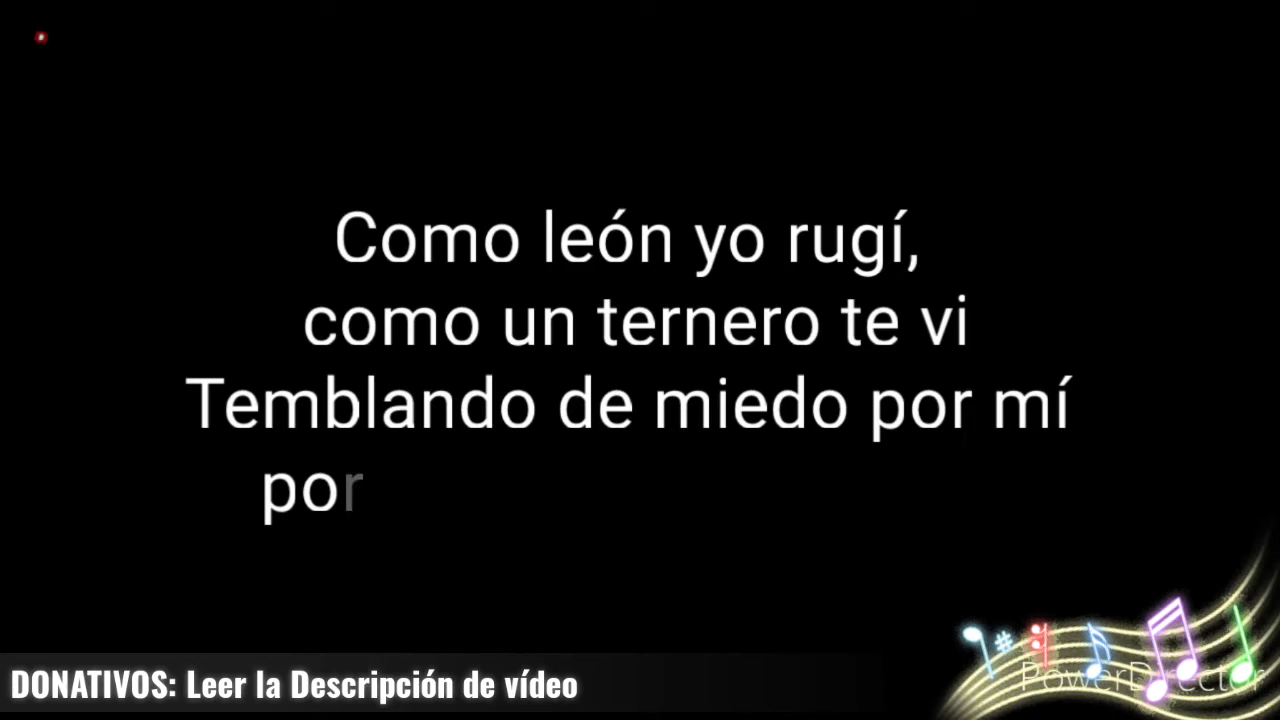 Como león yo rugí,
como un ternero te vi
Temblando de miedo por mí
por
DONATIVOS: Leer la Descripción de vídeo
PowerDirector